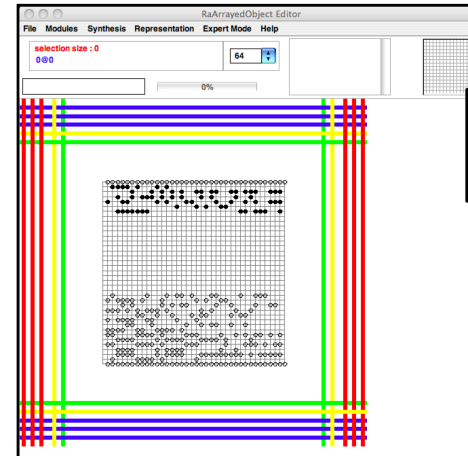 RaArrayedObject Editor
File Modules Synthesis Representation Expert Mode Help
selection size : 0
0@0
64
0%